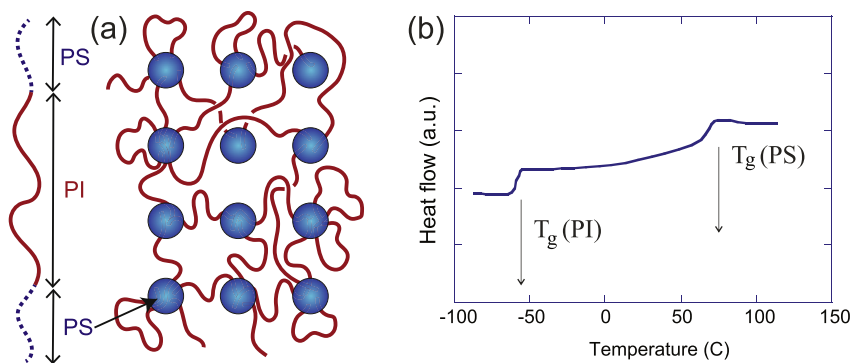 (a)
PS
PI
PS
(b)
Heat flow (a.u.)
Tg (PI)
Tg (PS)
-100 -50 0 50 100 150
Temperature (C)